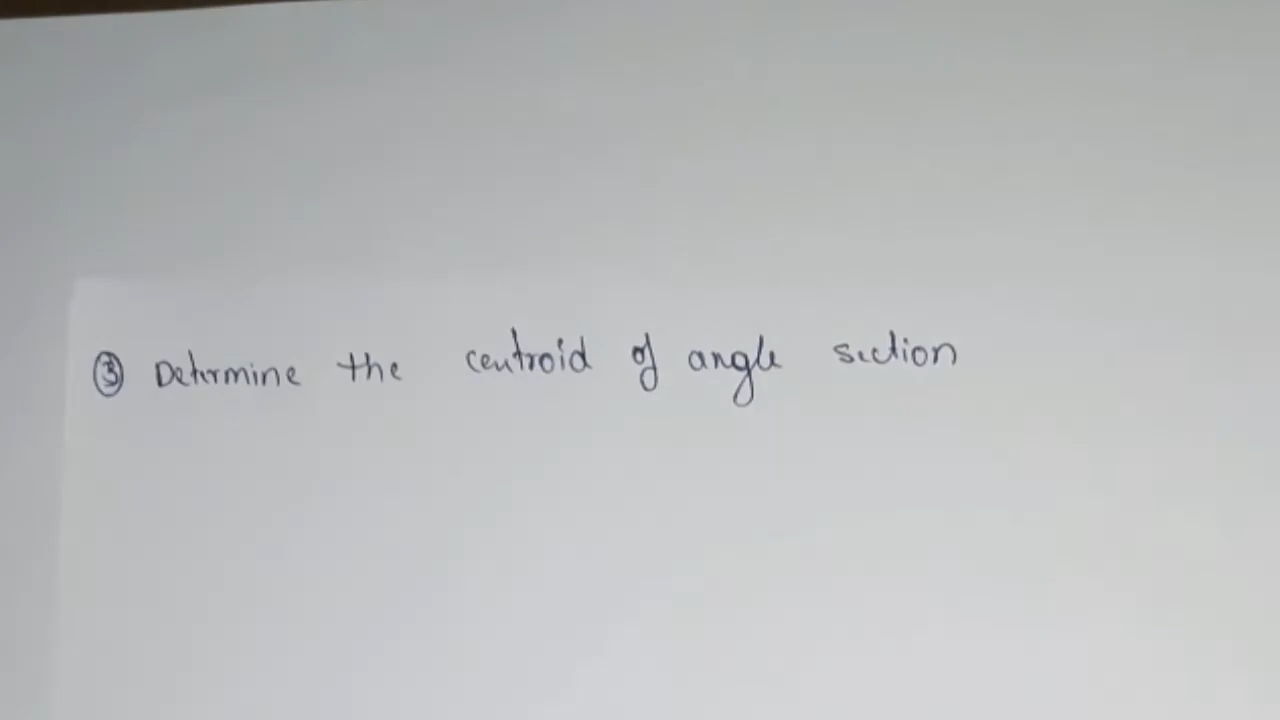 ③ Determine the centroid of angle section